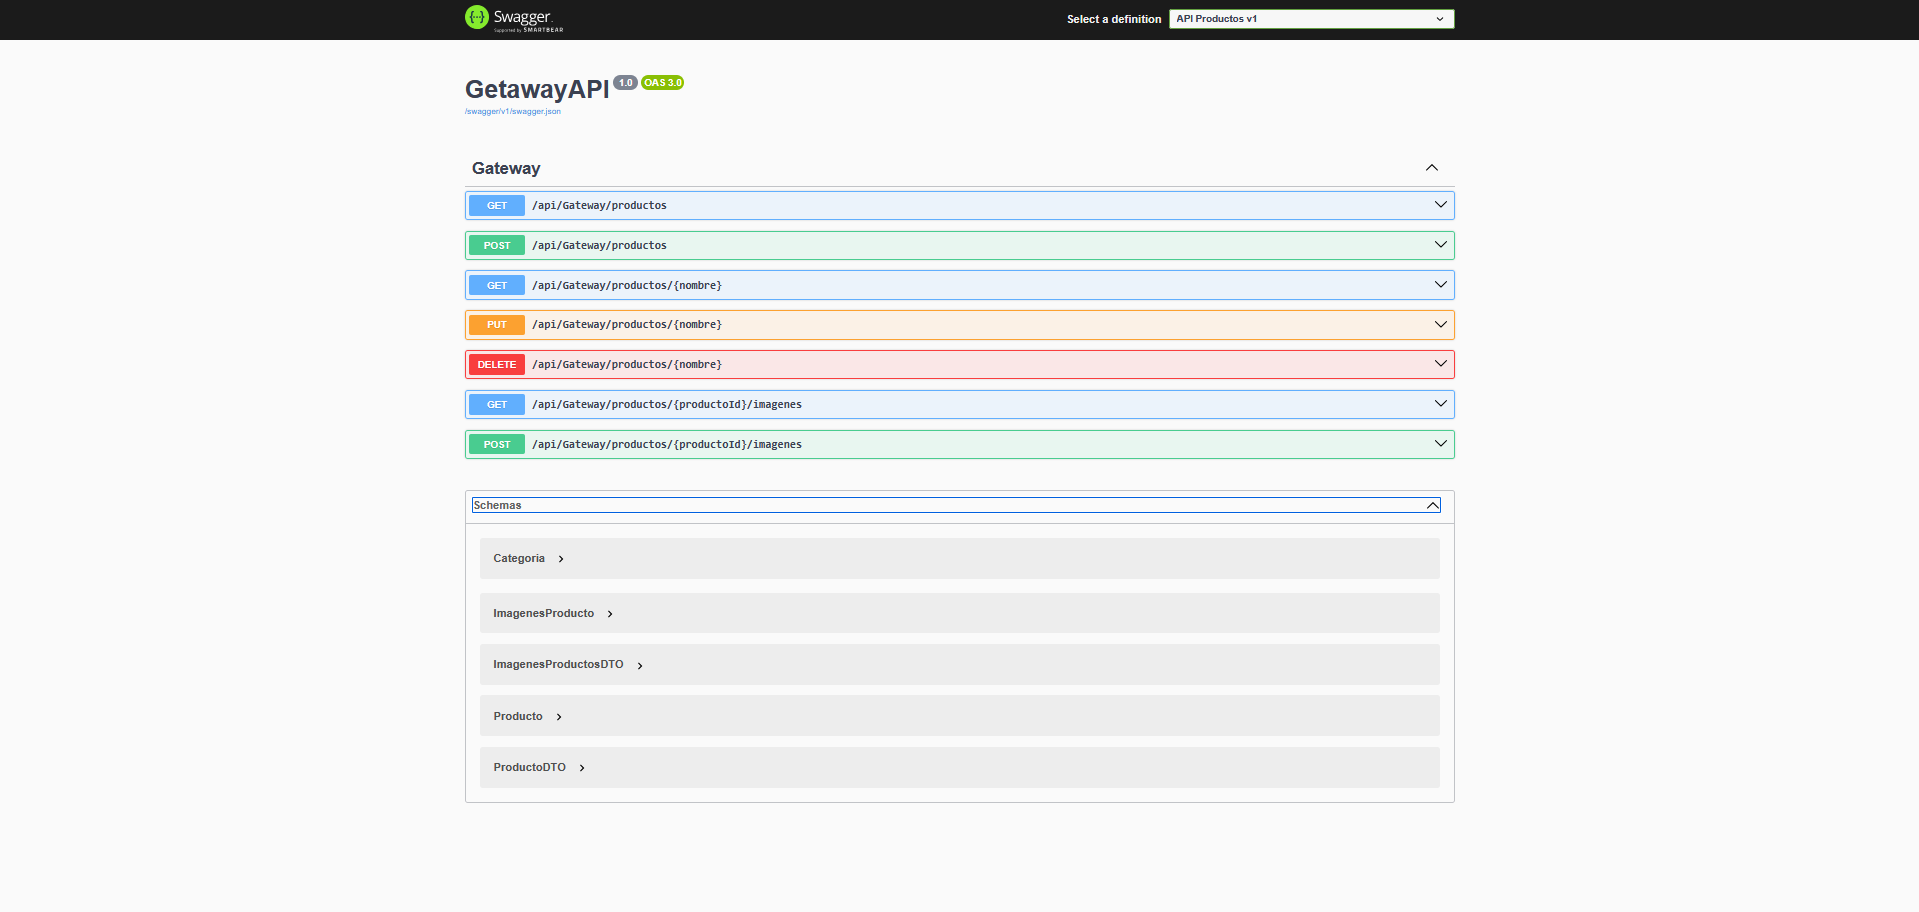 Swagger.
Supported by SMARTBEAR
Select a definition
API Productos v1
GetawayAPI 1.0 OAS 3.0
/swagger/v1/swagger.json
Gateway
GET /api/Gateway/productos
POST /api/Gateway/productos
GET /api/Gateway/productos/{nombre}
PUT /api/Gateway/productos/{nombre}
DELETE /api/Gateway/productos/{nombre}
GET /api/Gateway/productos/{productoId}/imagenes
POST /api/Gateway/productos/{productoId}/imagenes
Schemas
Categoria
ImagenesProducto
ImagenesProductosDTO
Producto
ProductoDTO